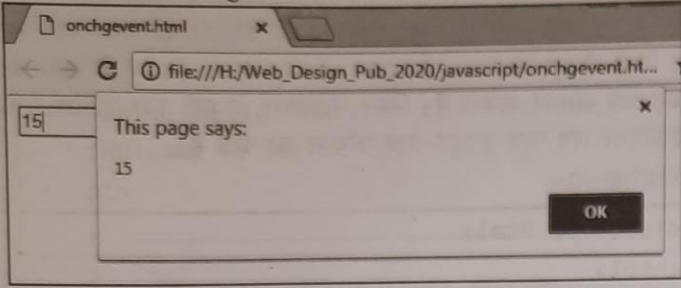 onchgevent.html
file:///H:/Web_Design_Pub_2020/javascript/onchgevent.ht...
15
This page says:
15
OK